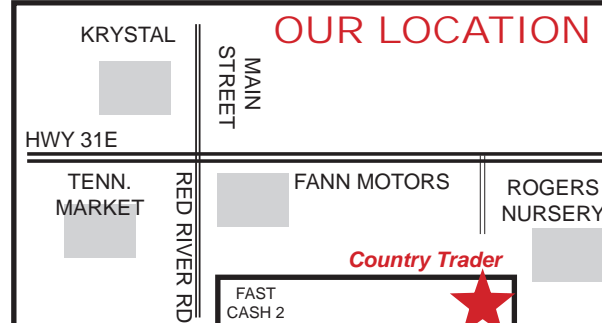 OUR LOCATION
KRYSTAL
MAIN
STREET
HWY 31E
TENN.
MARKET
RED RIVER RD
FANN MOTORS
ROGERS
NURSERY
Country Trader
FAST
CASH 2